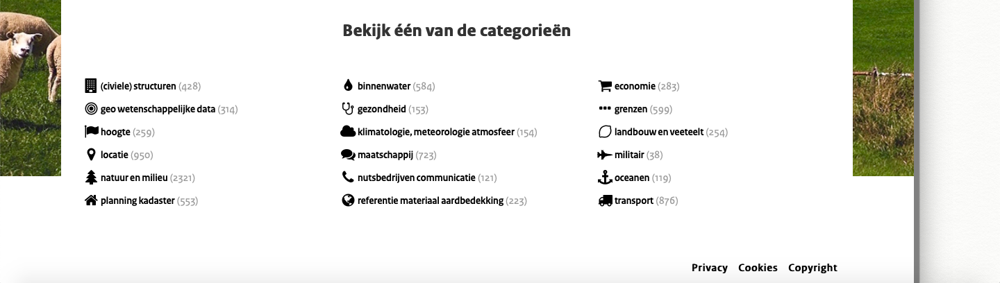 Bekijk één van de categorieën
(civiele) structuren (428)
geo wetenschappelijke data (314)
hoogte (259)
locatie (950)
natuur en milieu (2321)
planning kadaster (553)
binnenwater (584)
gezondheid (153)
klimatologie, meteorologie atmosfeer (154)
maatschappij (723)
nutsbedrijven communicatie (121)
referentie materiaal aardbedekking (223)
economie (283)
grenzen (599)
landbouw en veeteelt (254)
militair (38)
oceanen (119)
transport (876)
Privacy Cookies Copyright